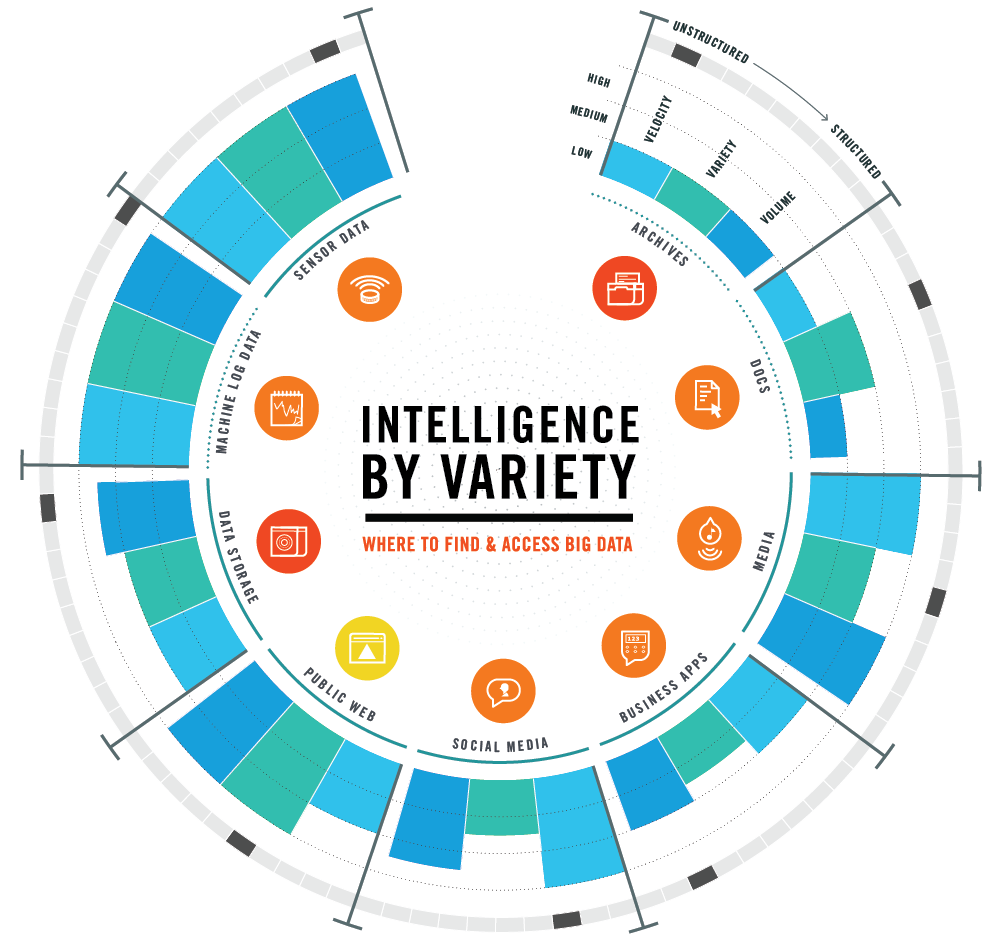 INTELLIGENCE
BY VARIETY
WHERE TO FIND & ACCESS BIG DATA
UNSTRUCTURED
STRUCTURED
HIGH
MEDIUM
LOW
VELOCITY
VARIETY
VOLUME
ARCHIVES
DOCS
MEDIA
BUSINESS APPS
123
SOCIAL MEDIA
PUBLIC WEB
DATA STORAGE
MACHINE LOG DATA
SENSOR DATA